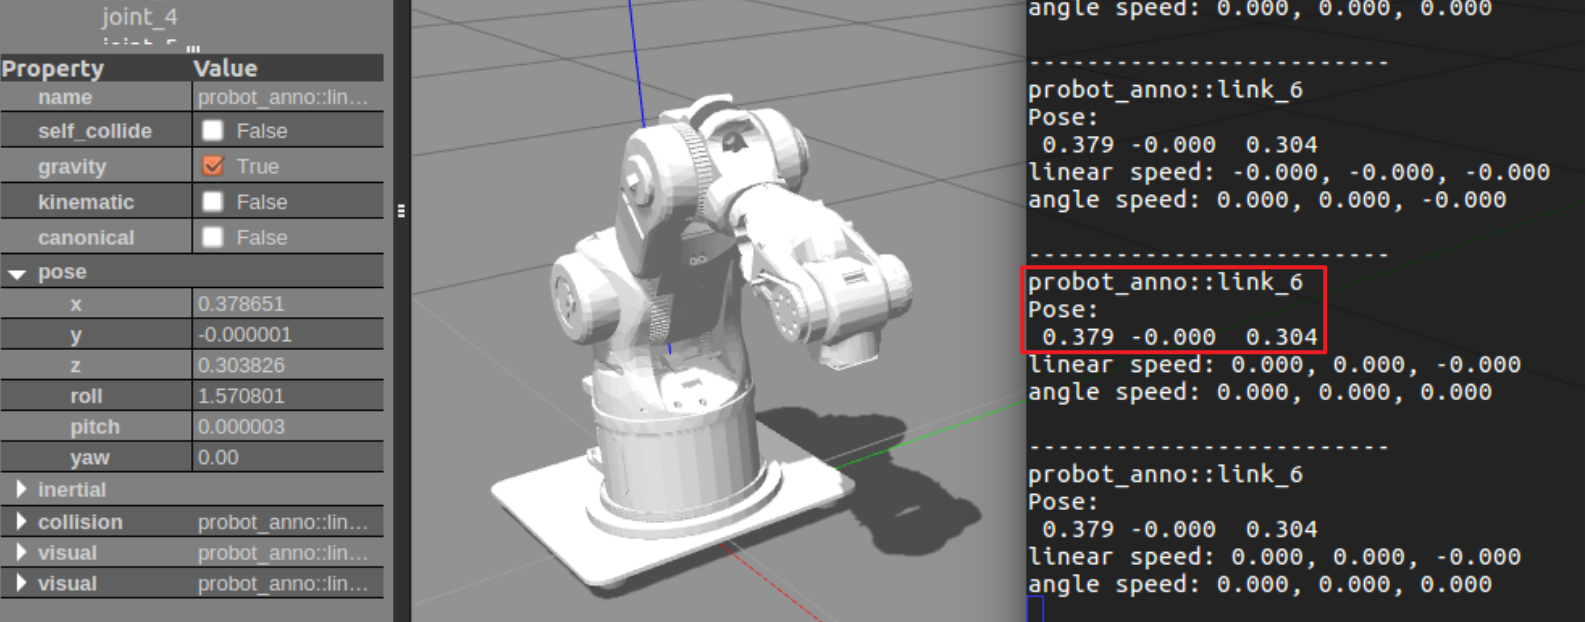 joint_4
Property Value
name probot_anno::lin...
self_collide False
gravity True
kinematic False
canonical False
pose
x 0.378651
y -0.000001
z 0.303826
roll 1.570801
pitch 0.000003
yaw 0.00
inertial
collision probot_anno::lin...
visual probot_anno::lin...
visual probot_anno::lin...
angle speed: 0.000, 0.000, 0.000
-------------------------
probot_anno::link_6
Pose:
0.379 -0.000 0.304
linear speed: -0.000, -0.000, -0.000
angle speed: 0.000, 0.000, -0.000
-------------------------
probot_anno::link_6
Pose:
0.379 -0.000 0.304
linear speed: 0.000, 0.000, -0.000
angle speed: 0.000, 0.000, 0.000
-------------------------
probot_anno::link_6
Pose:
0.379 -0.000 0.304
linear speed: 0.000, 0.000, -0.000
angle speed: 0.000, 0.000, 0.000